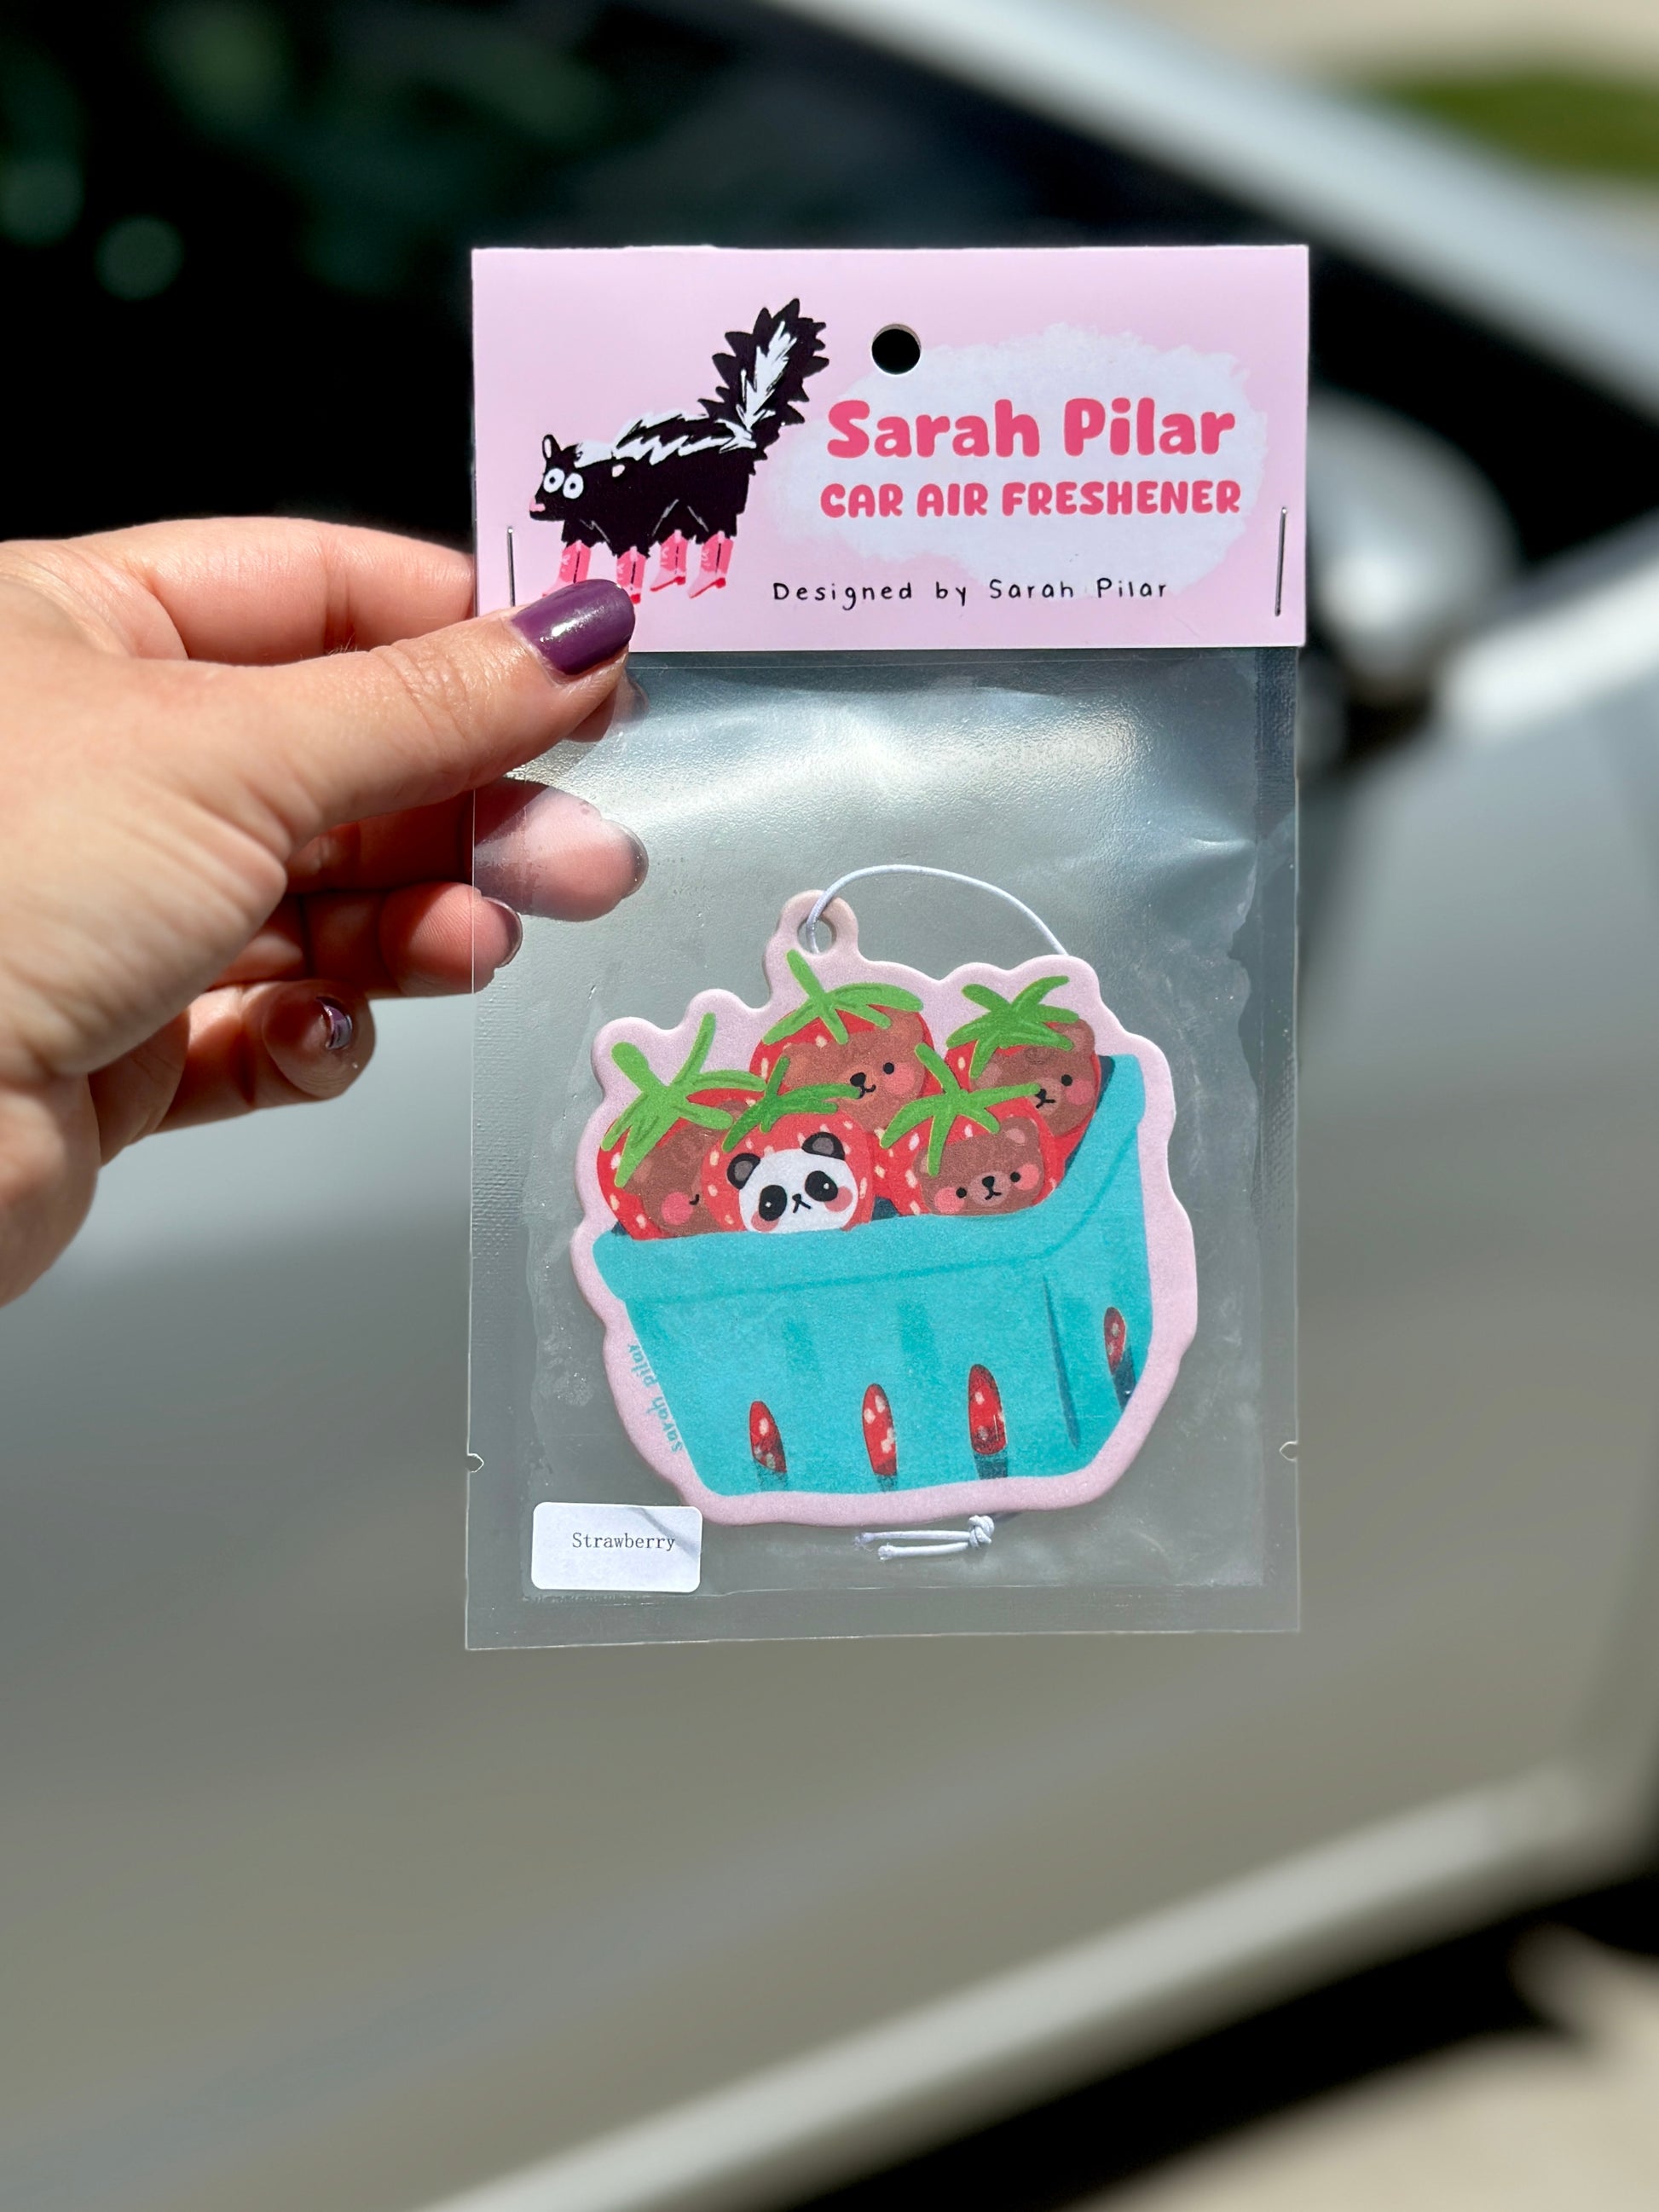 Sarah Pilar
CAR AIR FRESHENER
Designed by Sarah Pilar
sarah pilar
Strawberry